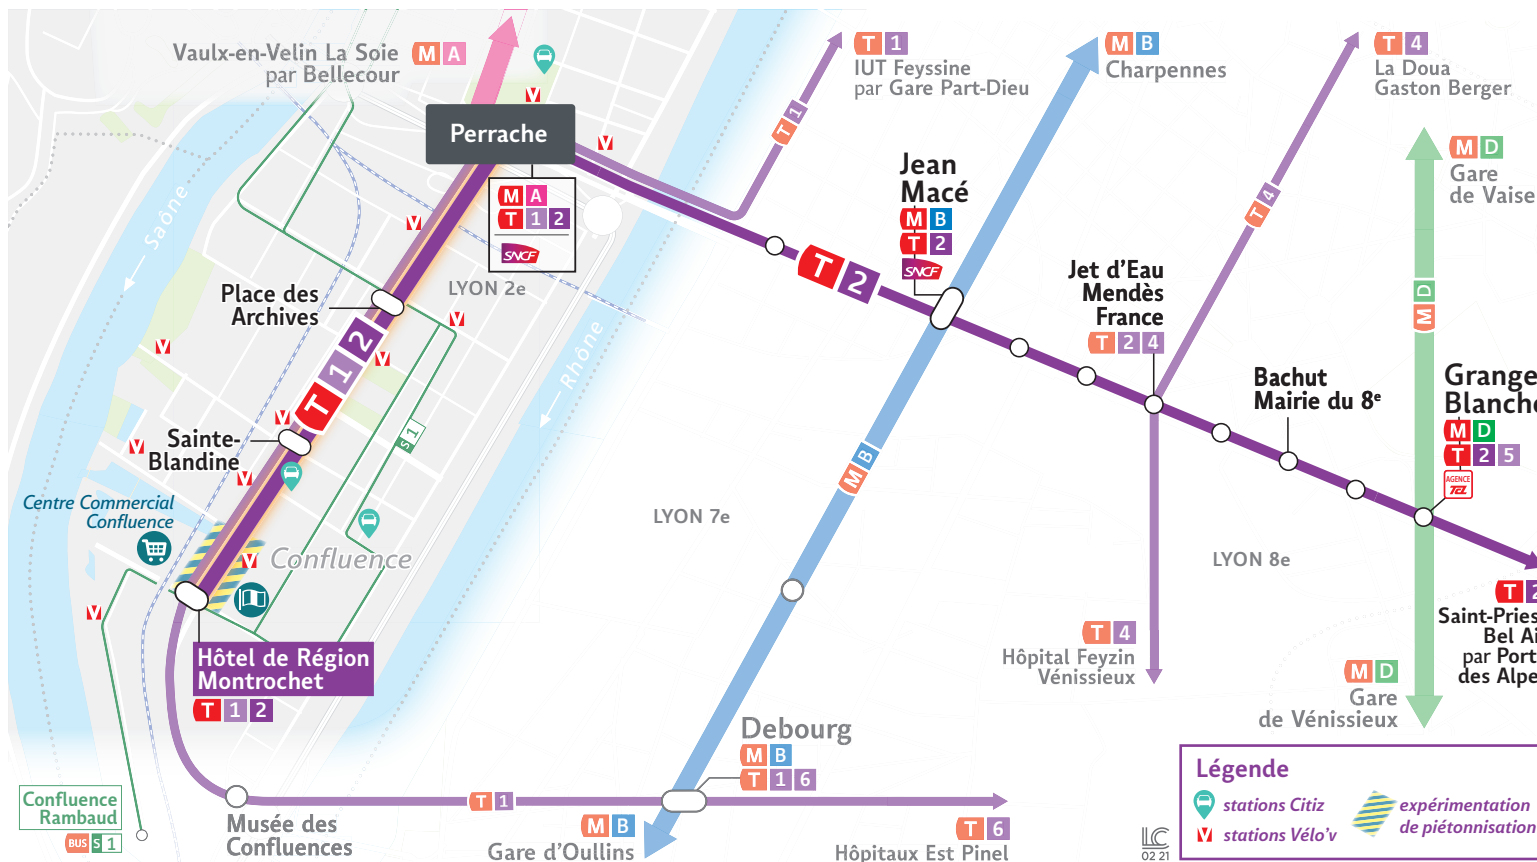 Vaulx-en-Velin La Soie M A
par Bellecour
T 1
IUT Feyssine
par Gare Part-Dieu
M B
Charpennes
T 4
La Doua
Gaston Berger
M D
Gare
de Vaise
Perrache
M A
T 1 2
SNCF
T 1
Jean
Macé
M B
T 2
SNCF
T 4
Saône
LYON 2e
T 2
Jet d'Eau
Mendès
France
T 2 4
M D
Place des
Archives
T 1 2
Rhône
Bachut
Mairie du 8e
Grange
Blanche
M D
T 2 5
AGENCE
TCL
S 1
M B
Sainte-
Blandine
Centre Commercial
Confluence
Confluence
LYON 7e
LYON 8e
Hôtel de Région
Montrochet
T 1 2
T 4
Hôpital Feyzin
Vénissieux
M D
Gare
de Vénissieux
T 2
Saint-Pries
Bel Ai
par Port
des Alpe
Debourg
M B
T 1 6
Confluence
Rambaud
BUS S 1
Musée des
Confluences
T 1
M B
Gare d'Oullins
T 6
Hôpitaux Est Pinel
LC
02 21
Légende
stations Citiz
V stations Vélo'v
expérimentation
de piétonnisation
V
V
V
V
V
V
V
V
V
V
V